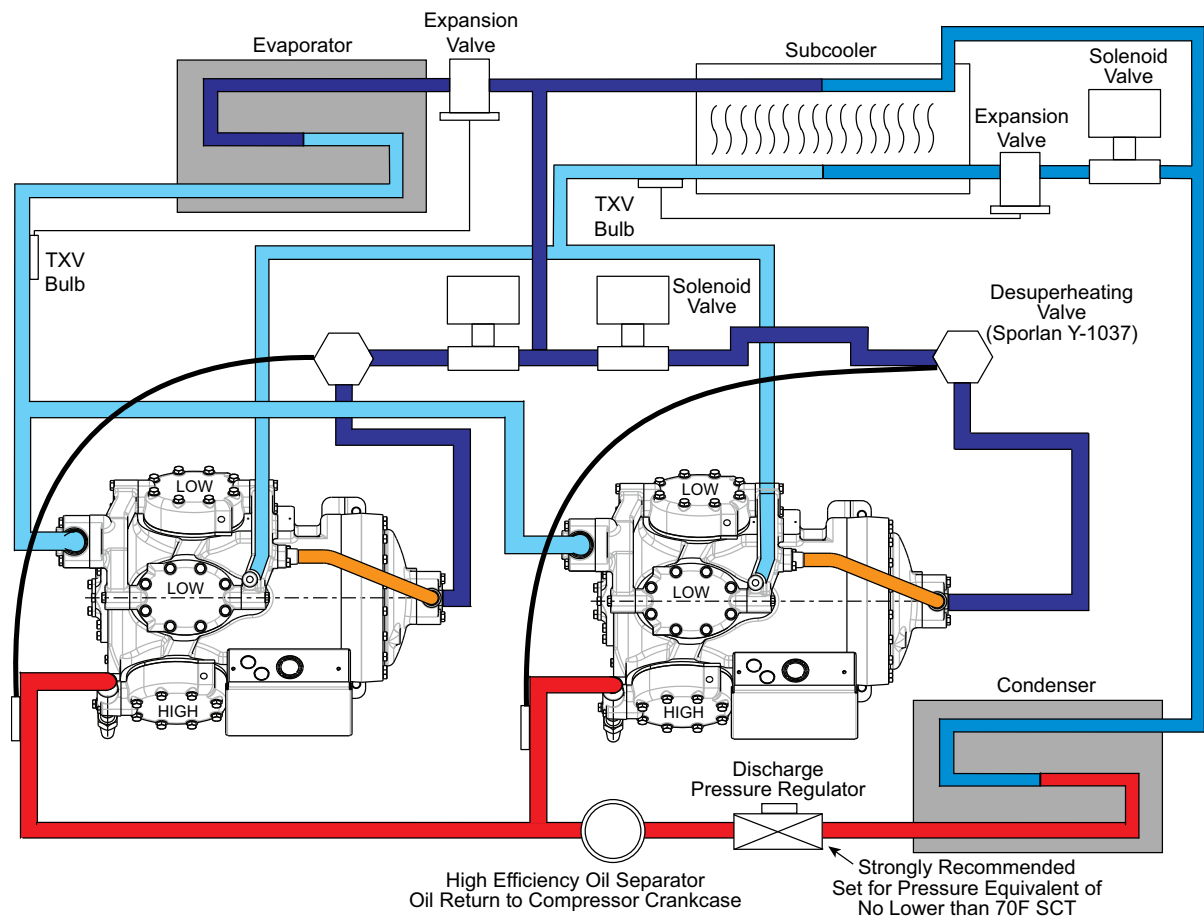 Expansion
Valve
Evaporator
Subcooler
Solenoid
Valve
Expansion
Valve
TXV
Bulb
TXV
Bulb
Solenoid
Valve
Desuperheating
Valve
(Sporlan Y-1037)
LOW
LOW
HIGH
LOW
LOW
HIGH
Condenser
Discharge
Pressure Regulator
High Efficiency Oil Separator
Oil Return to Compressor Crankcase
Strongly Recommended
Set for Pressure Equivalent of
No Lower than 70F SCT